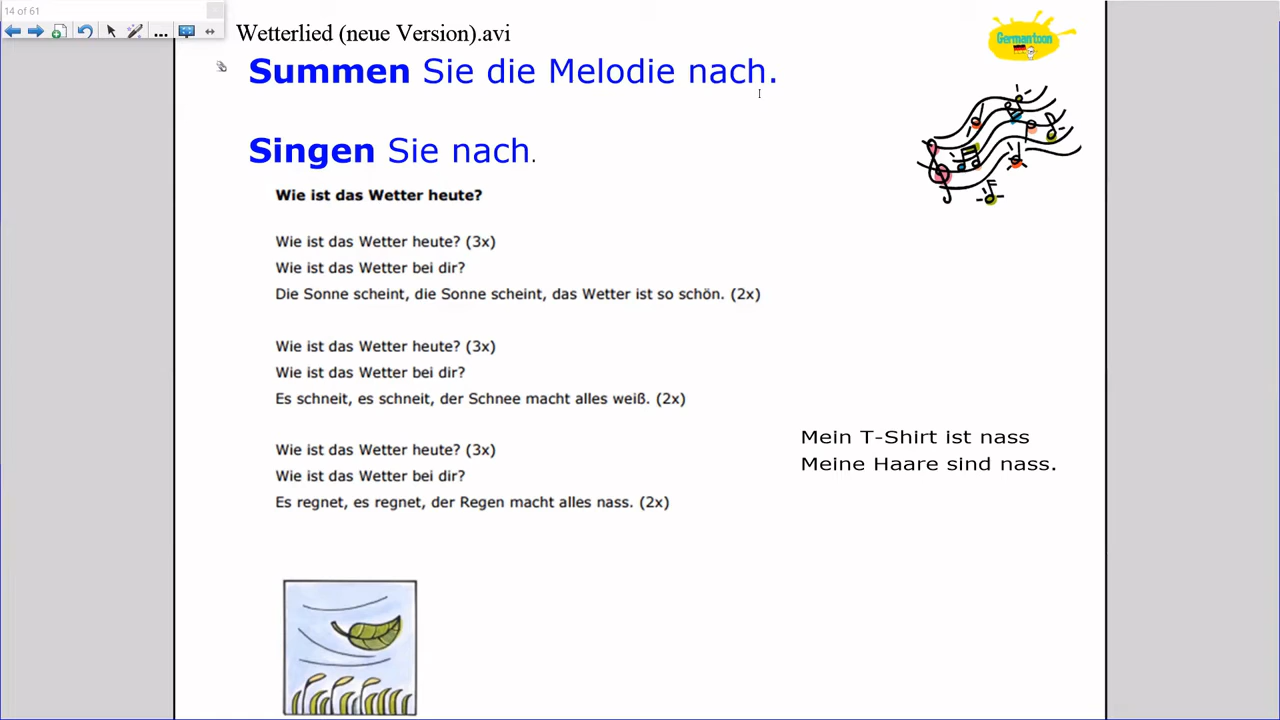 14 of 61
Wetterlied (neue Version).avi
Germantoon
Summen Sie die Melodie nach.
Singen Sie nach.
Wie ist das Wetter heute?
Wie ist das Wetter heute? (3x)
Wie ist das Wetter bei dir?
Die Sonne scheint, die Sonne scheint, das Wetter ist so schön. (2x)
Wie ist das Wetter heute? (3x)
Wie ist das Wetter bei dir?
Es schneit, es schneit, der Schnee macht alles weiß. (2x)
Mein T-Shirt ist nass
Meine Haare sind nass.
Wie ist das Wetter heute? (3x)
Wie ist das Wetter bei dir?
Es regnet, es regnet, der Regen macht alles nass. (2x)